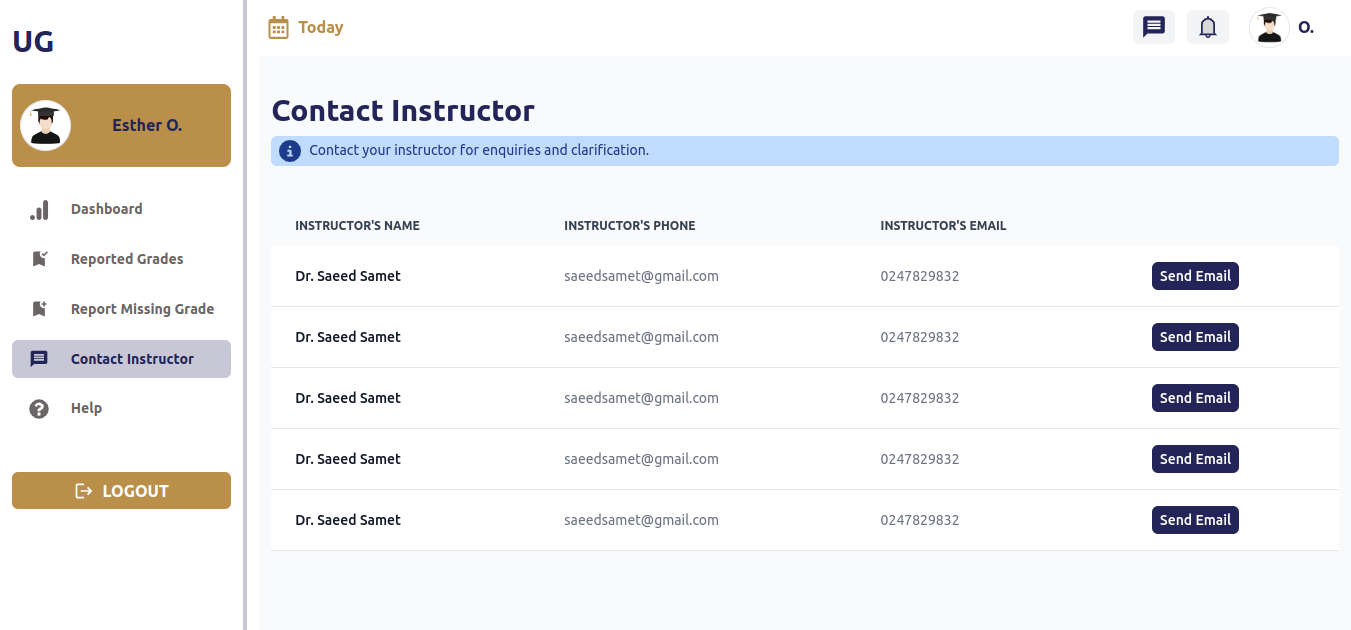 UG
Today
O.
Esther O.
Dashboard
Reported Grades
Report Missing Grade
Contact Instructor
Help
LOGOUT
Contact Instructor
Contact your instructor for enquiries and clarification.
INSTRUCTOR'S NAME INSTRUCTOR'S PHONE INSTRUCTOR'S EMAIL
Dr. Saeed Samet saeedsamet@gmail.com 0247829832 Send Email
Dr. Saeed Samet saeedsamet@gmail.com 0247829832 Send Email
Dr. Saeed Samet saeedsamet@gmail.com 0247829832 Send Email
Dr. Saeed Samet saeedsamet@gmail.com 0247829832 Send Email
Dr. Saeed Samet saeedsamet@gmail.com 0247829832 Send Email